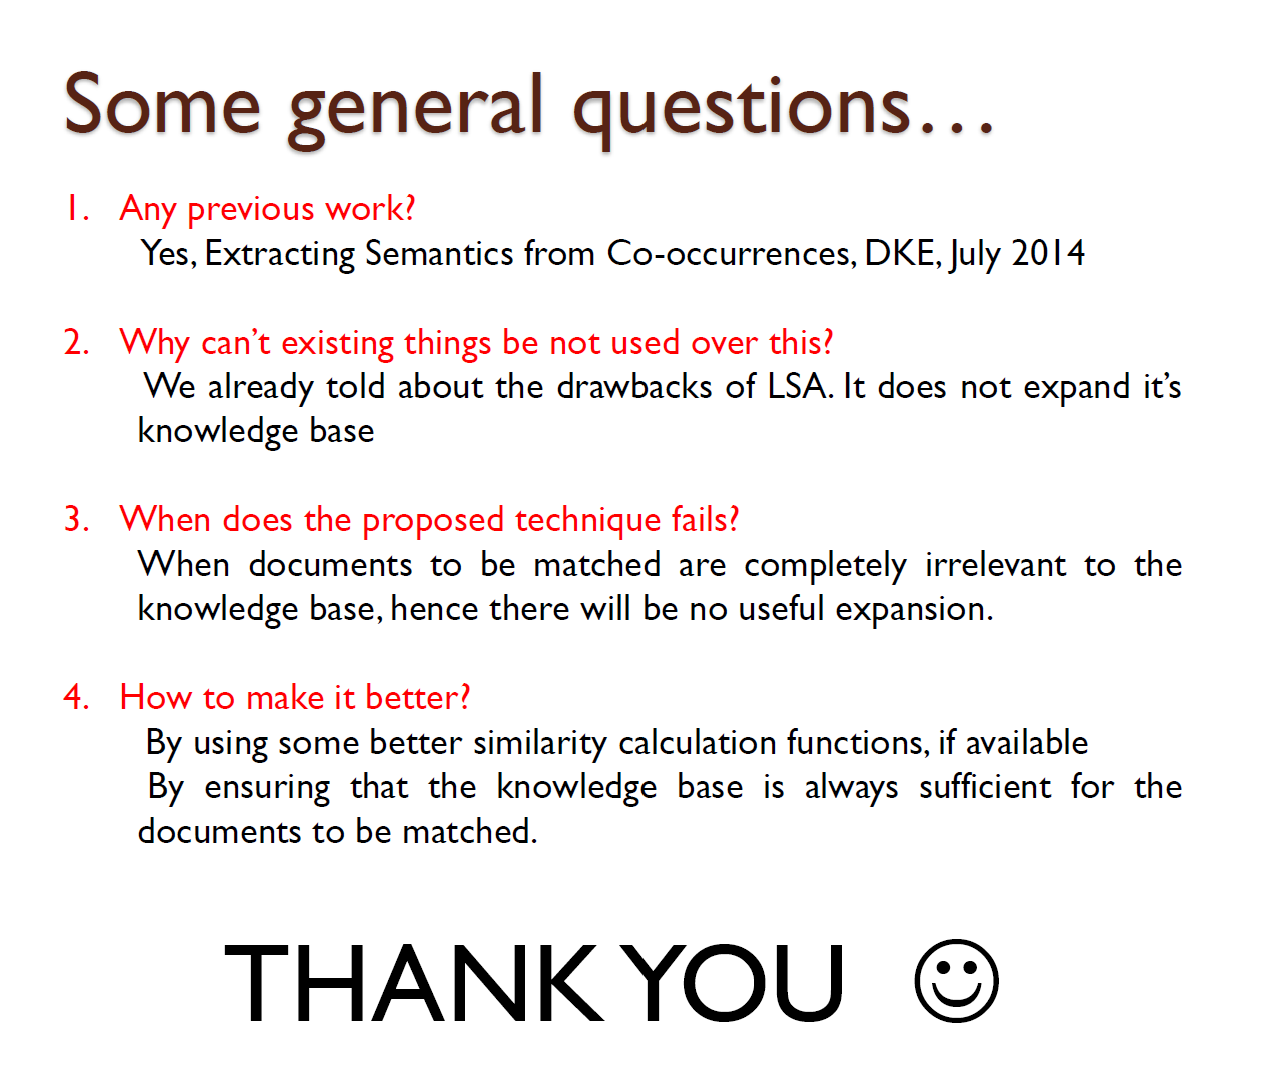 Some general questions…
1. Any previous work?
Yes, Extracting Semantics from Co-occurrences, DKE, July 2014
2. Why can’t existing things be not used over this?
We already told about the drawbacks of LSA. It does not expand it’s
knowledge base
3. When does the proposed technique fails?
When documents to be matched are completely irrelevant to the
knowledge base, hence there will be no useful expansion.
4. How to make it better?
By using some better similarity calculation functions, if available
By ensuring that the knowledge base is always sufficient for the
documents to be matched.
THANK YOU ☺